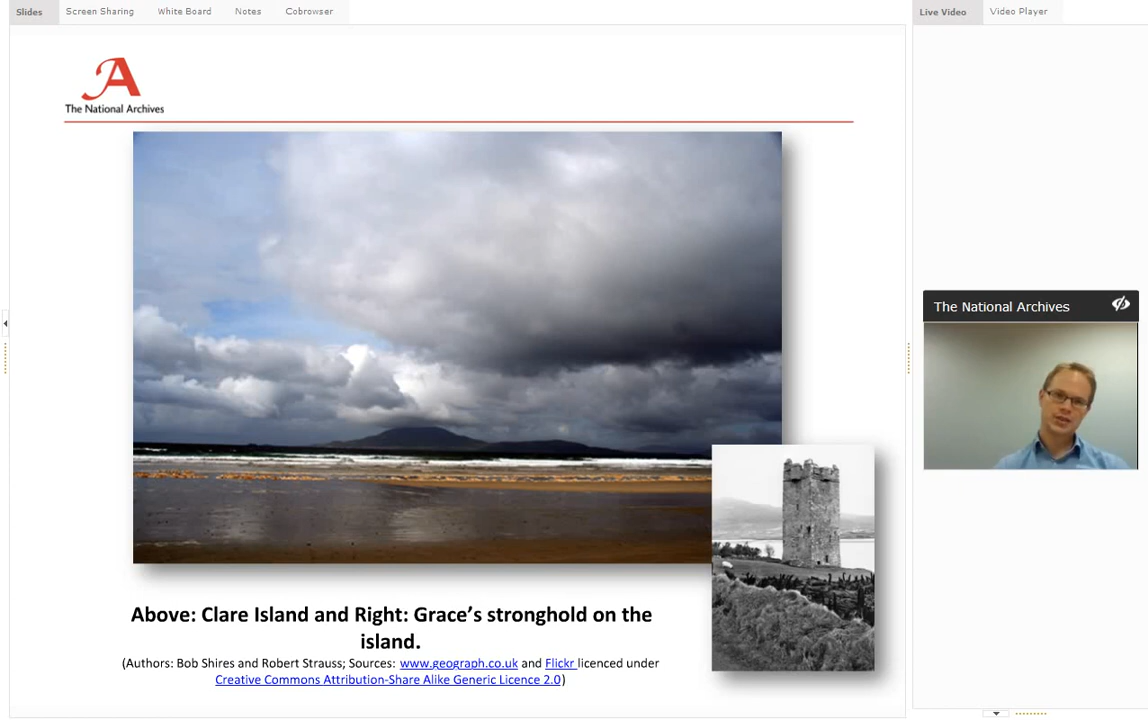 Slides
Screen Sharing
White Board
Notes
Cobrowser
Live Video
Video Player
A
The National Archives
The National Archives
Above: Clare Island and Right: Grace’s stronghold on the
island.
(Authors: Bob Shires and Robert Strauss; Sources: www.geograph.co.uk and Flickr licenced under
Creative Commons Attribution-Share Alike Generic Licence 2.0)